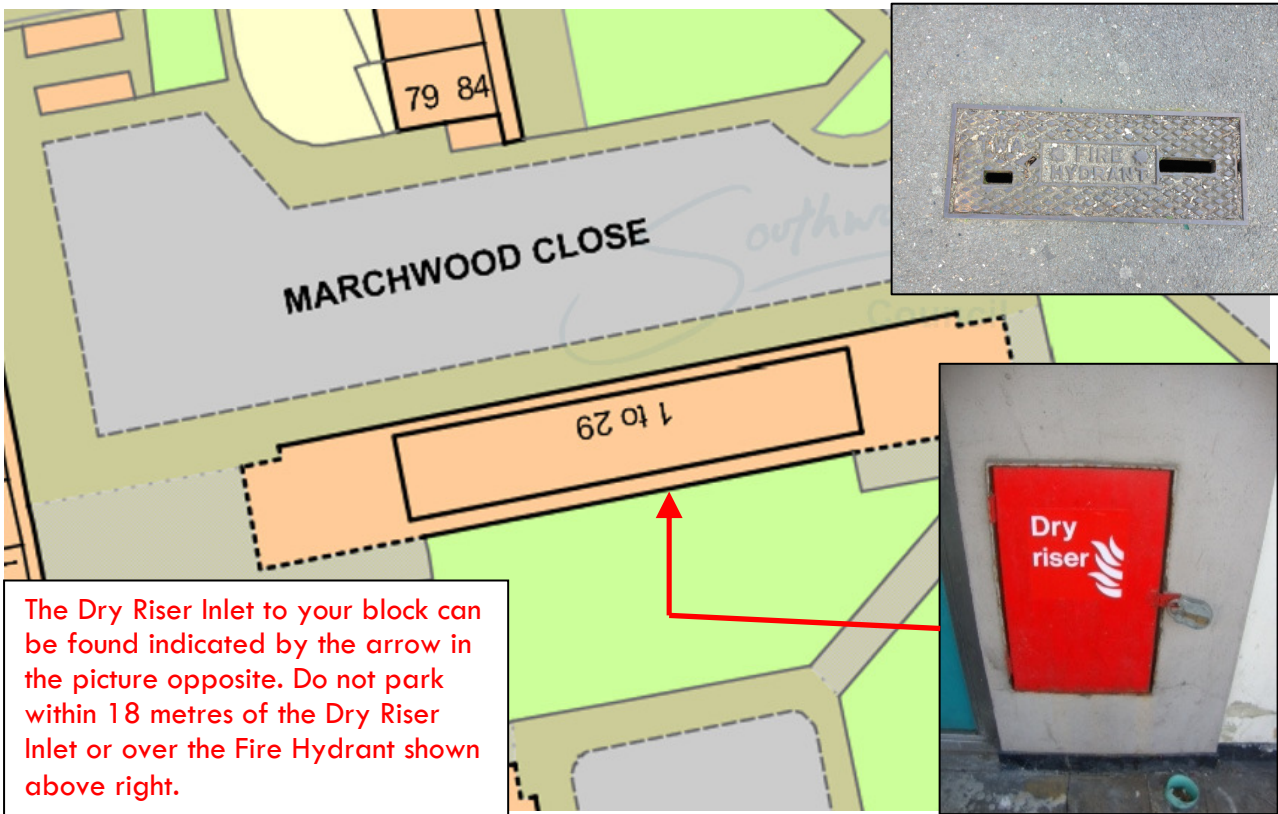 79 84
FIRE
HYDRANT
MARCHWOOD CLOSE
Southw
Council
1 to 29
Dry
riser
The Dry Riser Inlet to your block can
be found indicated by the arrow in
the picture opposite. Do not park
within 18 metres of the Dry Riser
Inlet or over the Fire Hydrant shown
above right.